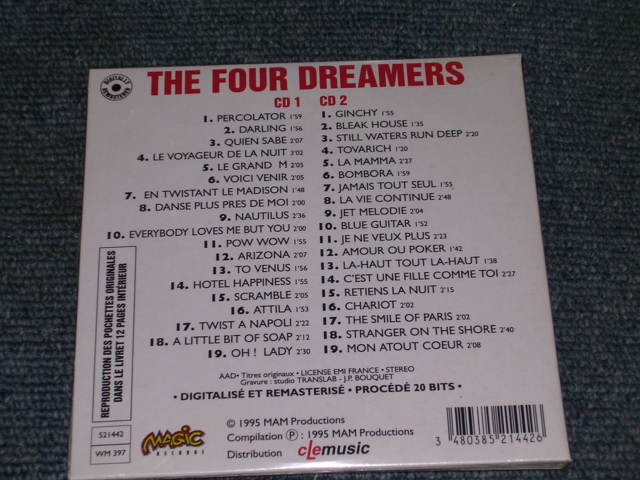 DIGITALLY REMASTERED
THE FOUR DREAMERS
CD 1 CD 2
1. PERCOLATOR 1'59
2. DARLING 1'56
3. QUIEN SABE 2'07
4. LE VOYAGEUR DE LA NUIT 2'02
5. LE GRAND M 2'05
6. VOICI VENIR 2'05
7. EN TWISTANT LE MADISON 1'48
8. DANSE PLUS PRES DE MOI 2'00
9. NAUTILUS 2'36
10. EVERYBODY LOVES ME BUT YOU 2'00
11. POW WOW 1'55
12. ARIZONA 2'07
13. TO VENUS 1'56
14. HOTEL HAPPINESS 1'55
15. SCRAMBLE 2'05
16. ATTILA 1'53
17. TWIST A NAPOLI 2'22
18. A LITTLE BIT OF SOAP 2'12
19. OH ! LADY 2'30
1. GINCHY 1'55
2. BLEAK HOUSE 1'35
3. STILL WATERS RUN DEEP 2'20
4. TOVARICH 1'20
5. LA MAMMA 2'27
6. BOMBORA 1'59
7. JAMAIS TOUT SEUL 1'55
8. LA VIE CONTINUE 2'48
9. JET MELODIE 2'04
10. BLUE GUITAR 1'52
11. JE NE VEUX PLUS 2'23
12. AMOUR OU POKER 1'42
13. LA-HAUT TOUT LA-HAUT 1'38
14. C'EST UNE FILLE COMME TOI 2'27
15. RETIENS LA NUIT 2'15
16. CHARIOT 2'02
17. THE SMILE OF PARIS 2'02
18. STRANGER ON THE SHORE 2'40
19. MON ATOUT COEUR 2'08
REPRODUCTION DES POCHETTES ORIGINALES
DANS LE LIVRET 12 PAGES INTÉRIEUR
AAD• Titres originaux • LICENSE EMI FRANCE • STEREO
Gravure : studio TRANSLAB - J.P. BOUQUET
• DIGITALISÉ ET REMASTERISÉ • PROCÉDÉ 20 BITS •
521442
WM 397
MAGIC
RECORDS
© 1995 MAM Productions
Compilation Ⓟ : 1995 MAM Productions
Distribution cLemusic
3 480385 214426